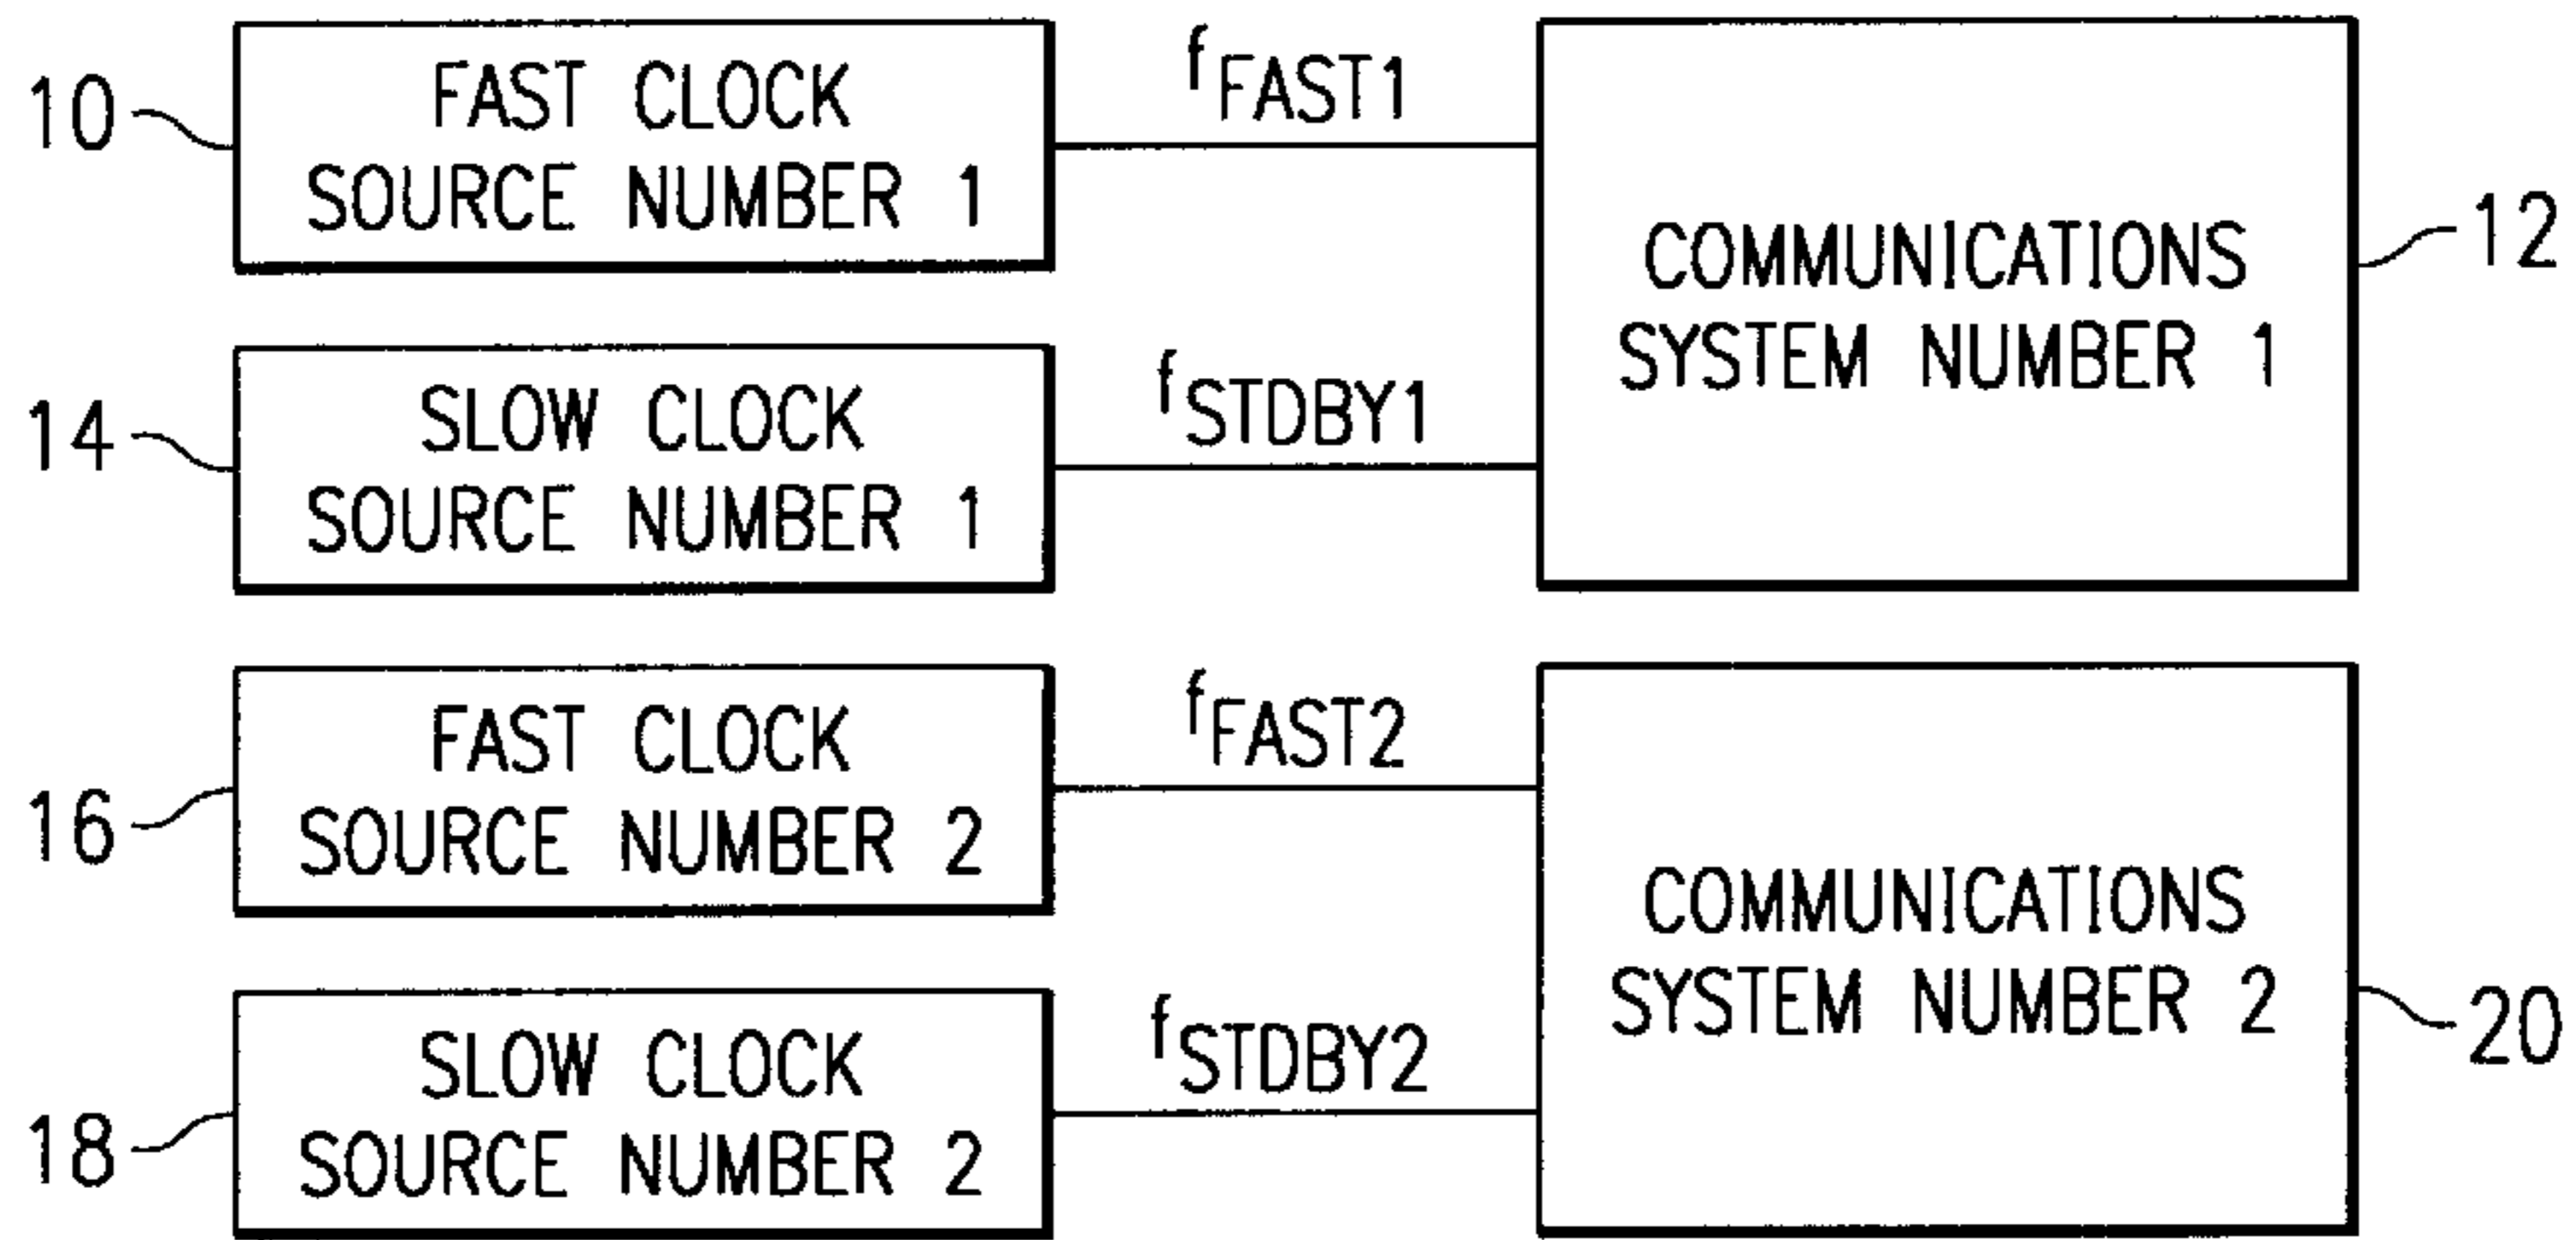 10
FAST CLOCK
SOURCE NUMBER 1
fFAST1
14
SLOW CLOCK
SOURCE NUMBER 1
fSTDBY1
COMMUNICATIONS
SYSTEM NUMBER 1
12
16
FAST CLOCK
SOURCE NUMBER 2
fFAST2
18
SLOW CLOCK
SOURCE NUMBER 2
fSTDBY2
COMMUNICATIONS
SYSTEM NUMBER 2
20